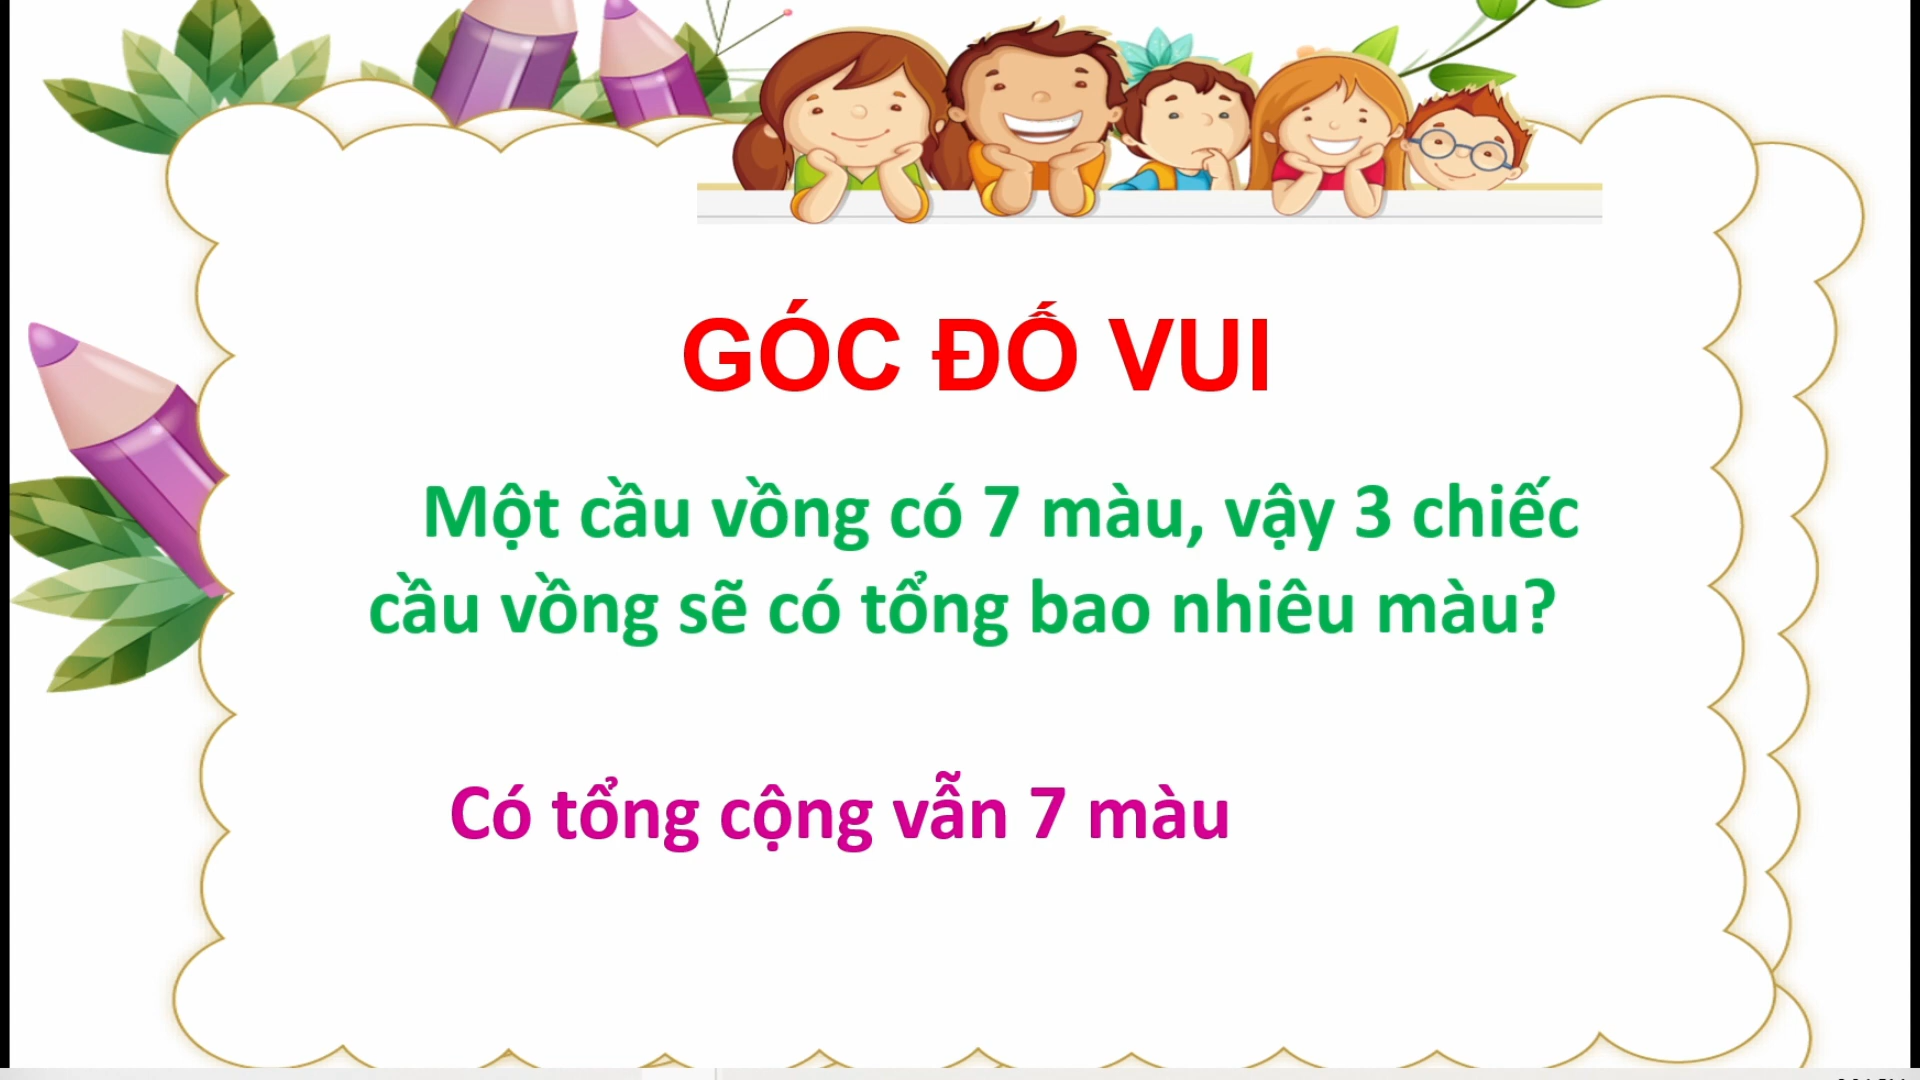 GÓC ĐỐ VUI
Một cầu vồng có 7 màu, vậy 3 chiếc
cầu vồng sẽ có tổng bao nhiêu màu?
Có tổng cộng vẫn 7 màu